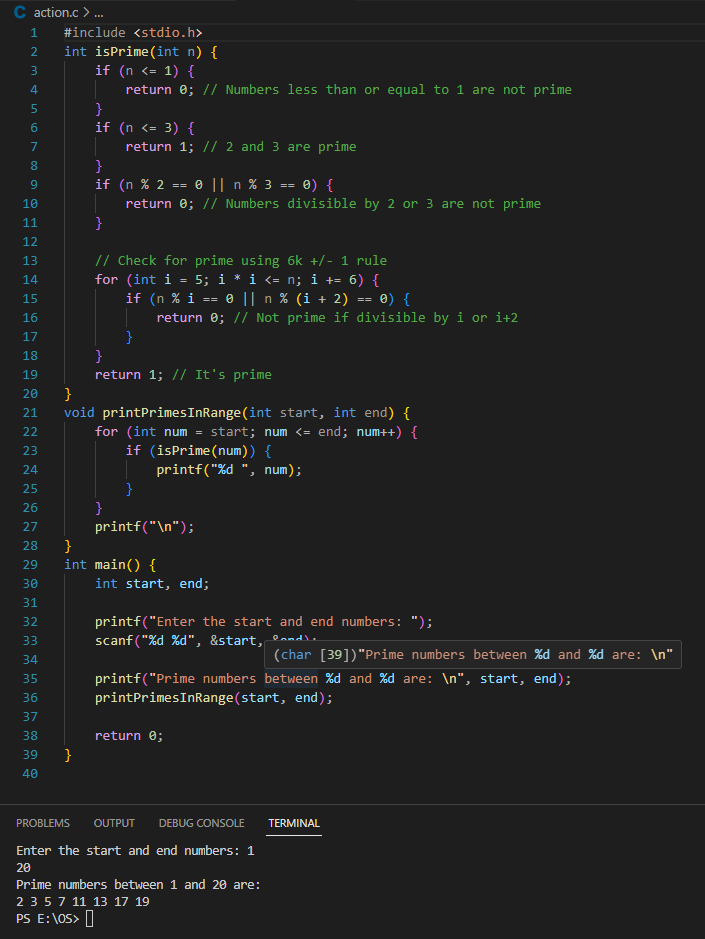 C action.c > ...
1 #include <stdio.h>
2 int isPrime(int n) {
3     if (n <= 1) {
4         return 0; // Numbers less than or equal to 1 are not prime
5     }
6     if (n <= 3) {
7         return 1; // 2 and 3 are prime
8     }
9     if (n % 2 == 0 || n % 3 == 0) {
10         return 0; // Numbers divisible by 2 or 3 are not prime
11     }
12
13     // Check for prime using 6k +/- 1 rule
14     for (int i = 5; i * i <= n; i += 6) {
15         if (n % i == 0 || n % (i + 2) == 0) {
16             return 0; // Not prime if divisible by i or i+2
17         }
18     }
19     return 1; // It's prime
20 }
21 void printPrimesInRange(int start, int end) {
22     for (int num = start; num <= end; num++) {
23         if (isPrime(num)) {
24             printf("%d ", num);
25         }
26     }
27     printf("\n");
28 }
29 int main() {
30     int start, end;
31
32     printf("Enter the start and end numbers: ");
33     scanf("%d %d", &start, &end);
(char [39])"Prime numbers between %d and %d are: \n"
34
35     printf("Prime numbers between %d and %d are: \n", start, end);
36     printPrimesInRange(start, end);
37
38     return 0;
39 }
40
PROBLEMS OUTPUT DEBUG CONSOLE TERMINAL
Enter the start and end numbers: 1
20
Prime numbers between 1 and 20 are:
2 3 5 7 11 13 17 19
PS E:\OS>